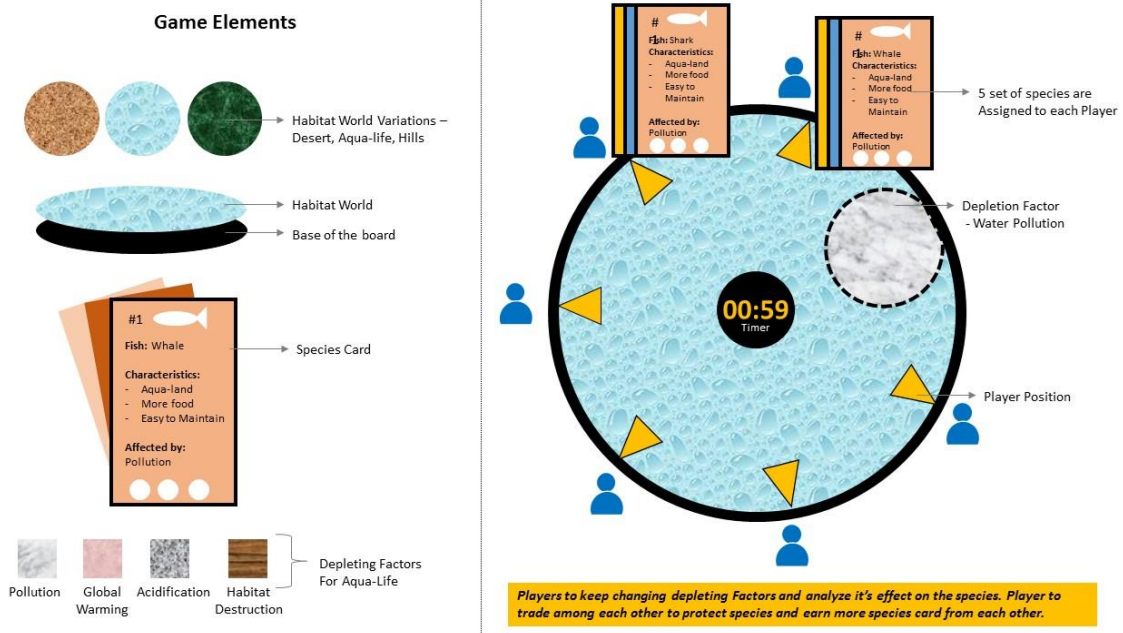 Game Elements
Habitat World Variations –
Desert, Aqua-life, Hills
Habitat World
Base of the board
#1
Fish: Whale
Characteristics:
- Aqua-land
- More food
- Easy to Maintain
Affected by:
Pollution
Species Card
Pollution
Global
Warming
Acidification
Habitat
Destruction
Depleting Factors
For Aqua-Life
#
1
Fish: Shark
Characteristics:
- Aqua-land
- More food
- Easy to
Maintain
Affected by:
Pollution
#
1
Fish: Whale
Characteristics:
- Aqua-land
- More food
- Easy to
Maintain
Affected by:
Pollution
5 set of species are
Assigned to each Player
Depletion Factor
- Water Pollution
00:59
Timer
Player Position
Players to keep changing depleting Factors and analyze it's effect on the species. Player to
trade among each other to protect species and earn more species card from each other.